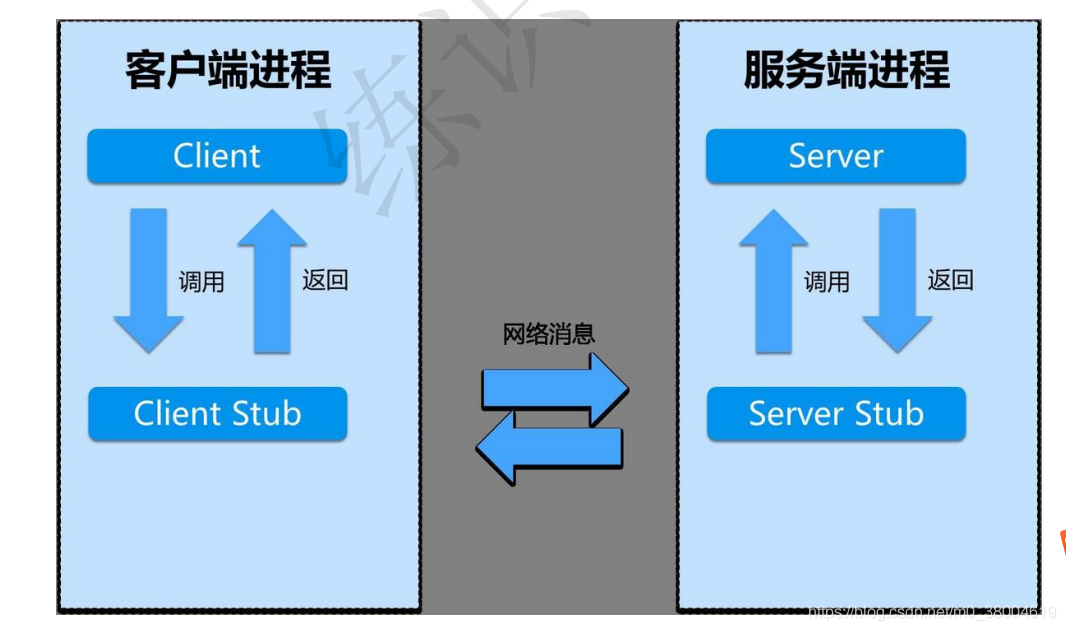 客户端进程
服务端进程
Client
Server
调用
返回
调用
返回
网络消息
Client Stub
Server Stub
https://blog.csdn.net/m0_38004619